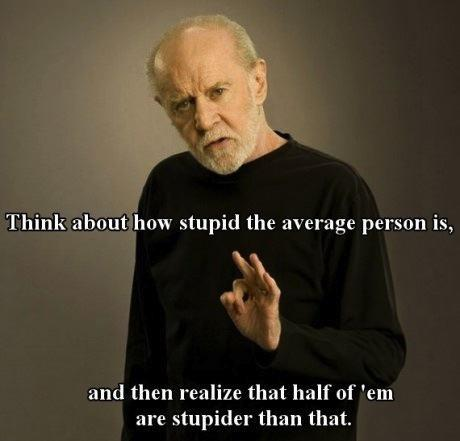 Think about how stupid the average person is,
and then realize that half of 'em
are stupider than that.